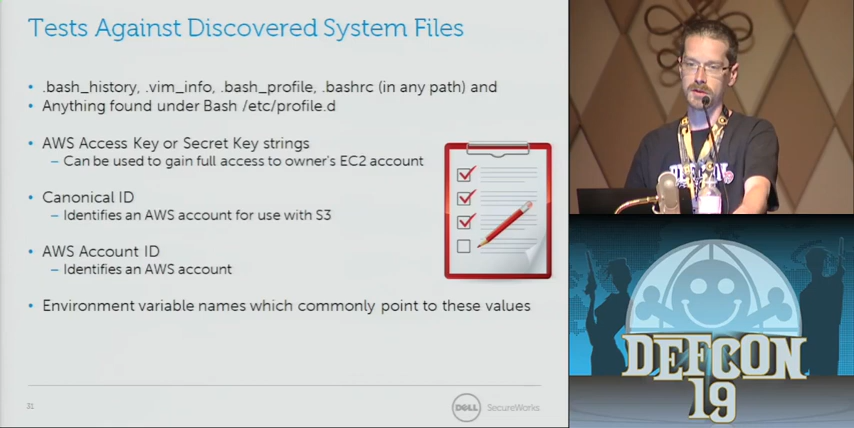 Tests Against Discovered System Files
• .bash_history, .vim_info, .bash_profile, .bashrc (in any path) and
• Anything found under Bash /etc/profile.d
• AWS Access Key or Secret Key strings
– Can be used to gain full access to owner's EC2 account
• Canonical ID
– Identifies an AWS account for use with S3
• AWS Account ID
– Identifies an AWS account
• Environment variable names which commonly point to these values
31
DELL
SecureWorks
DEFCON
DEFCON
19